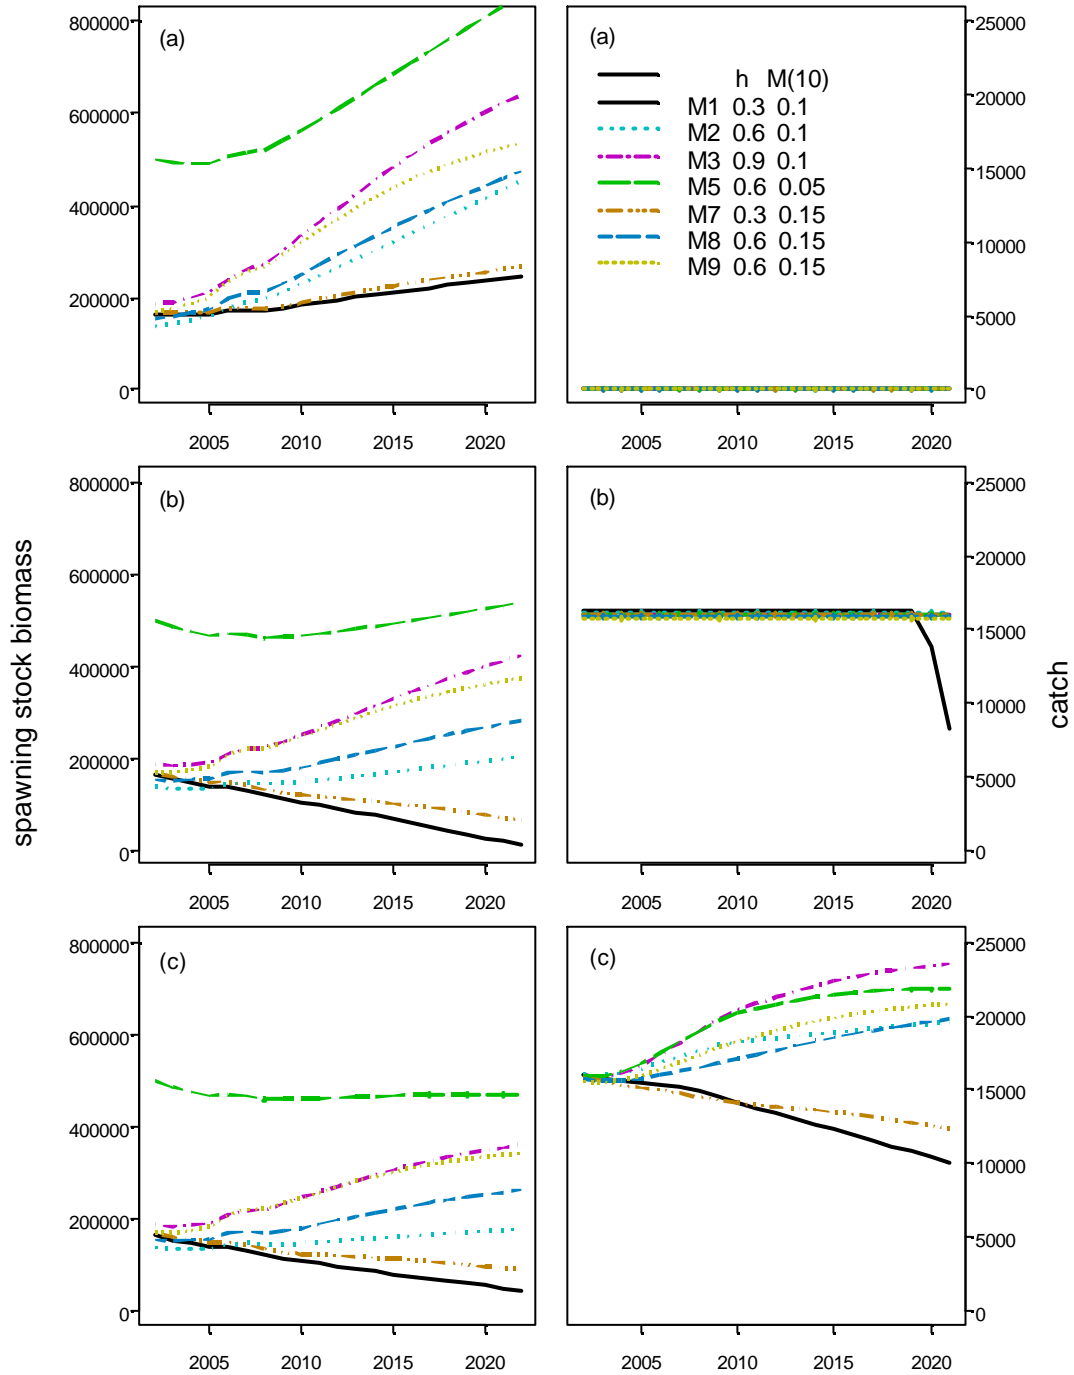 800000
600000
400000
200000
0
(a)
2005 2010 2015 2020
(a)
h M(10)
M1 0.3 0.1
M2 0.6 0.1
M3 0.9 0.1
M5 0.6 0.05
M7 0.3 0.15
M8 0.6 0.15
M9 0.6 0.15
25000
20000
15000
10000
5000
0
2005 2010 2015 2020
spawning stock biomass
800000
600000
400000
200000
0
(b)
2005 2010 2015 2020
(b)
25000
20000
15000
10000
5000
0
2005 2010 2015 2020
catch
800000
600000
400000
200000
0
(c)
2005 2010 2015 2020
(c)
25000
20000
15000
10000
5000
0
2005 2010 2015 2020